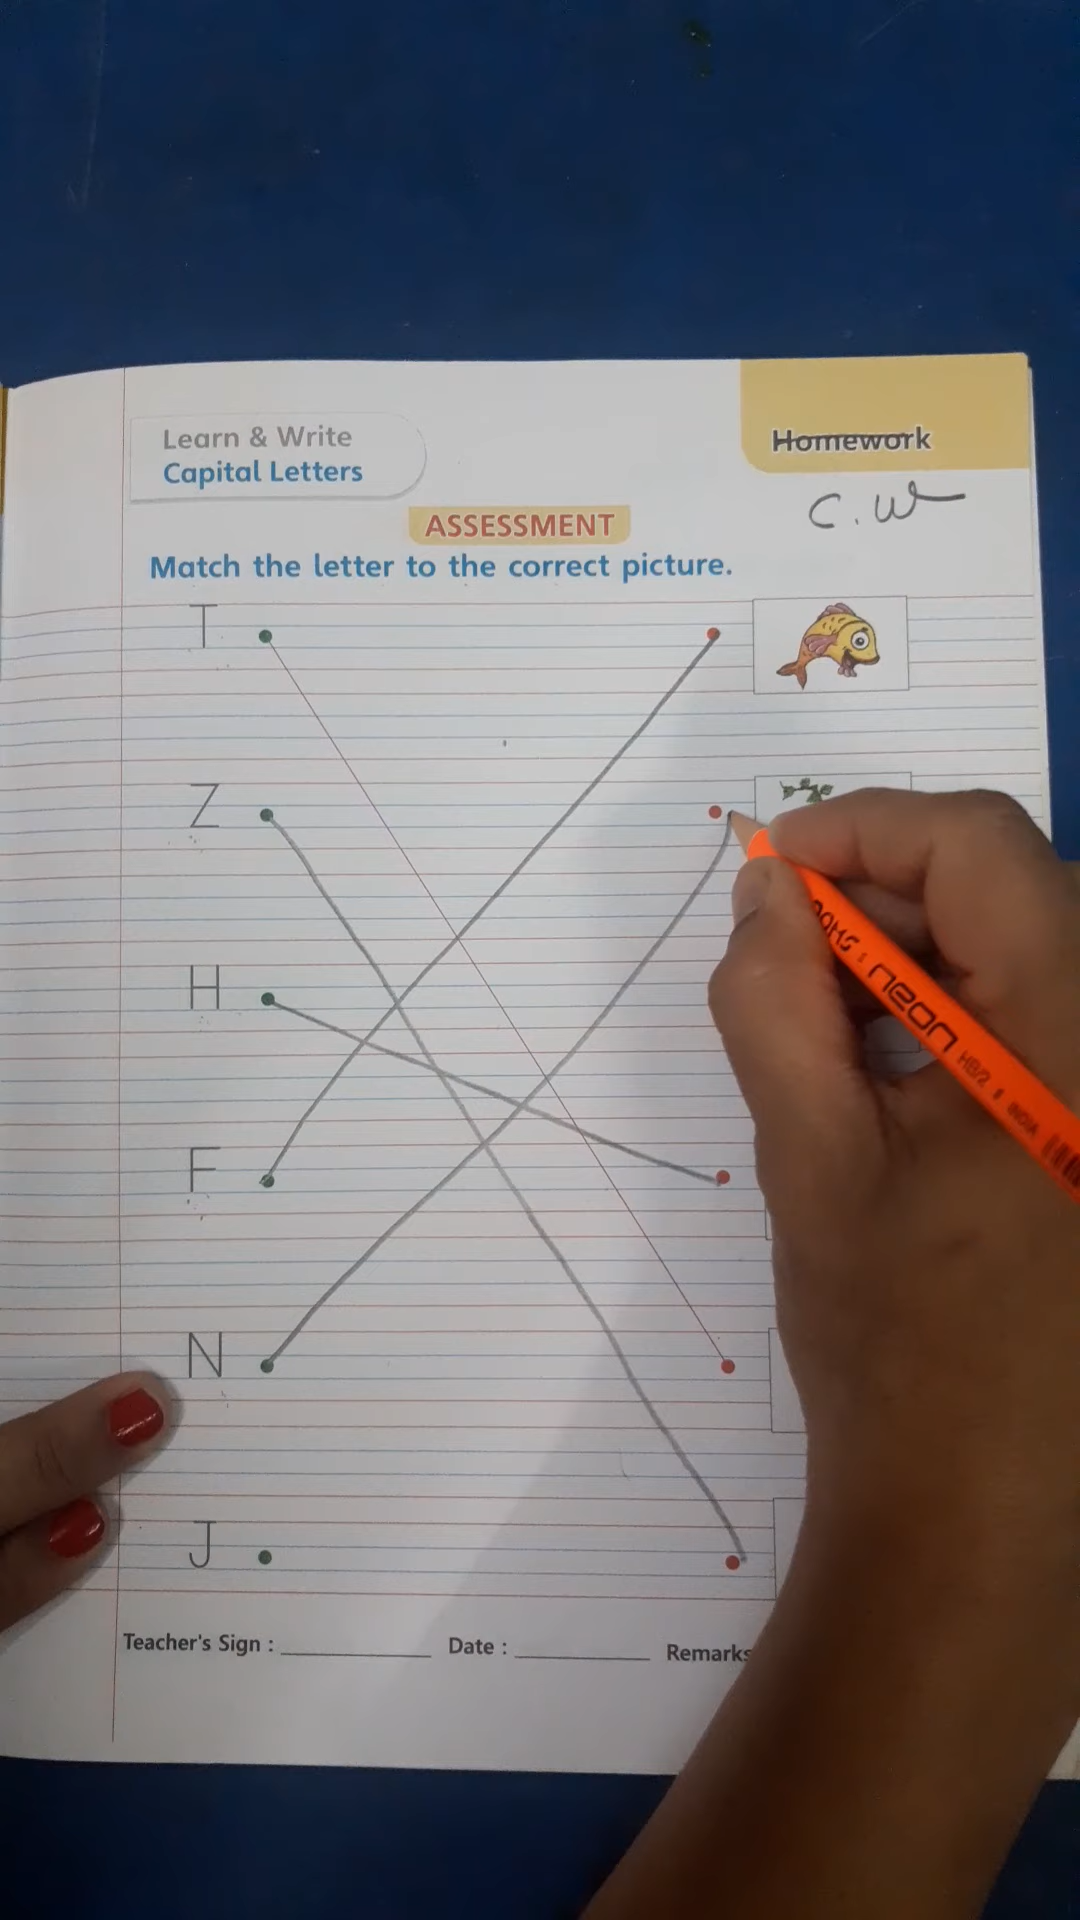 Learn & Write
Capital Letters
Homework
C.W
ASSESSMENT
Match the letter to the correct picture.
T
Z
H
F
N
J
neon HB/2 INDIA
Teacher's Sign : Date : Remarks